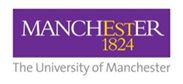 MANCHEstER
1824
The University of Manchester